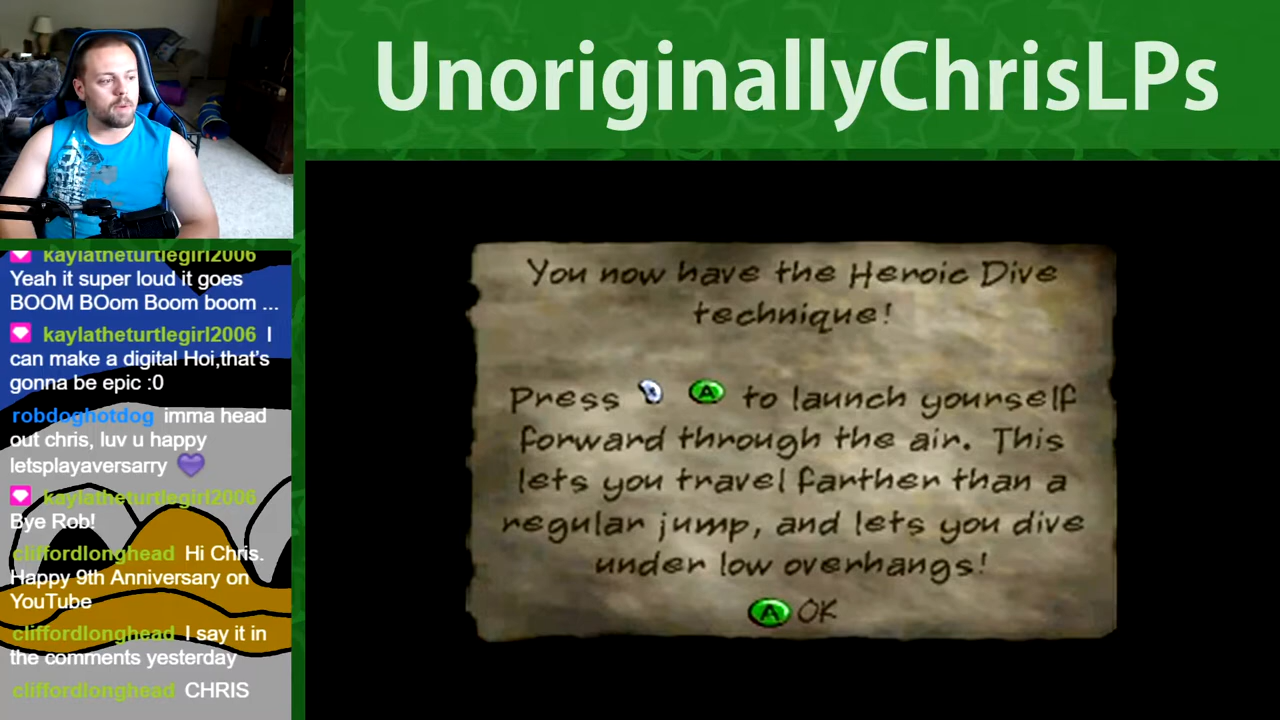 UnoriginallyChrisLPs
kaylatheturtlegirl2006
Yeah it super loud it goes
BOOM BOom Boom boom ...
kaylatheturtlegirl2006 I
can make a digital Hoi,that's
gonna be epic :0
robdoghotdog imma head
out chris, luv u happy
letsplayaversarry
kaylatheturtlegirl2006
Bye Rob!
cliffordlonghead Hi Chris.
Happy 9th Anniversary on
YouTube
cliffordlonghead I say it in
the comments yesterday
cliffordlonghead CHRIS
You now have the Heroic Dive
technique!
Press A to launch yourself
forward through the air. This
lets you travel farther than a
regular jump, and lets you dive
under low overhangs!
A OK